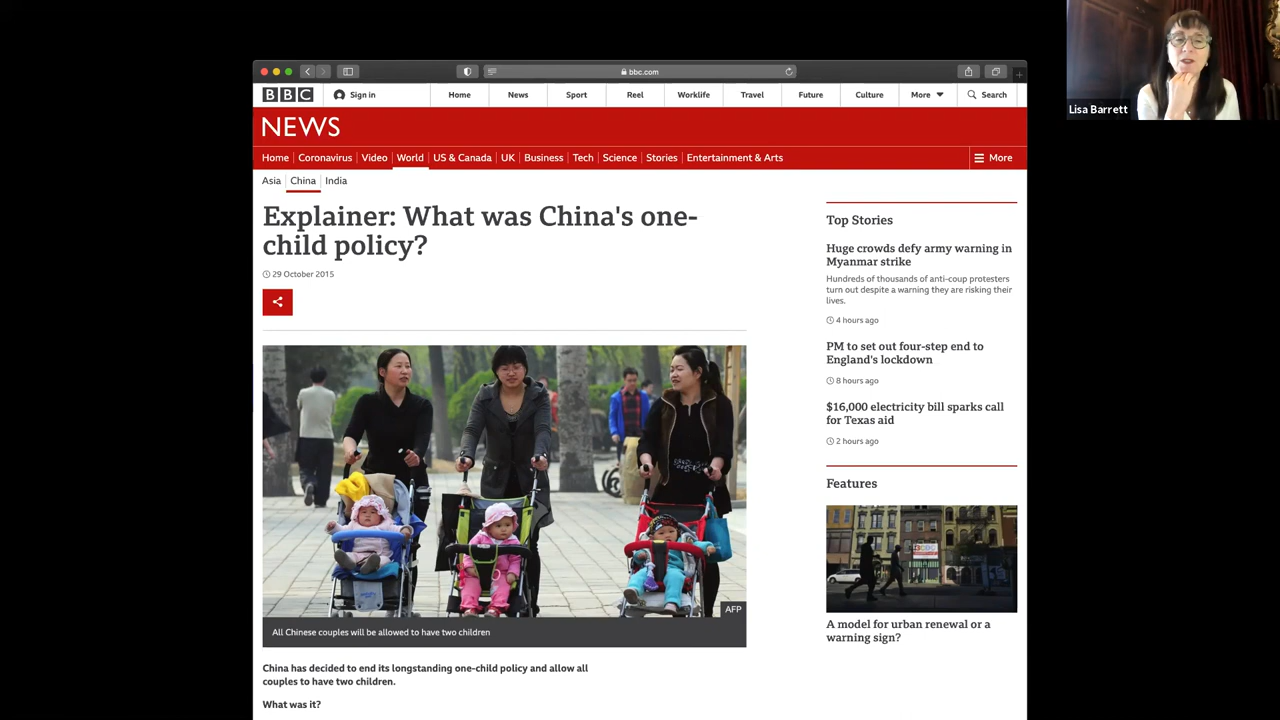 Lisa Barrett
bbc.com
BBC
Sign in
Home
News
Sport
Reel
Worklife
Travel
Future
Culture
More
Search
NEWS
Home
Coronavirus
Video
World
US & Canada
UK
Business
Tech
Science
Stories
Entertainment & Arts
More
Asia
China
India
Explainer: What was China's one-
child policy?
29 October 2015
AFP
All Chinese couples will be allowed to have two children
China has decided to end its longstanding one-child policy and allow all
couples to have two children.
What was it?
Top Stories
Huge crowds defy army warning in
Myanmar strike
Hundreds of thousands of anti-coup protesters
turn out despite a warning they are risking their
lives.
4 hours ago
PM to set out four-step end to
England's lockdown
8 hours ago
$16,000 electricity bill sparks call
for Texas aid
2 hours ago
Features
A model for urban renewal or a
warning sign?